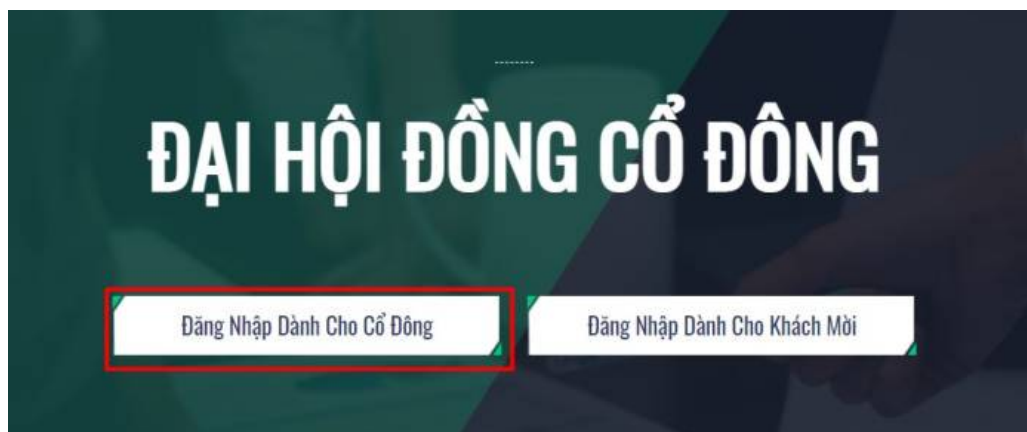 --------
ĐẠI HỘI ĐỒNG CỔ ĐÔNG
Đăng Nhập Dành Cho Cổ Đông
Đăng Nhập Dành Cho Khách Mời